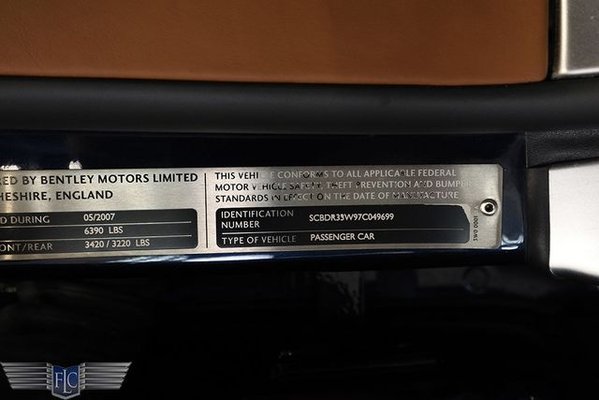 RED BY BENTLEY MOTORS LIMITED
HESHIRE, ENGLAND
D DURING 05/2007
6390 LBS
ONT/REAR 3420 / 3220 LBS
THIS VEHICLE CONFORMS TO ALL APPLICABLE FEDERAL
MOTOR VEHICLE SAFETY, THEFT PREVENTION AND BUMPER
STANDARDS IN EFFECT ON THE DATE OF MANUFACTURE
IDENTIFICATION NUMBER SCBDR33W97C049699
TYPE OF VEHICLE PASSENGER CAR
FLC